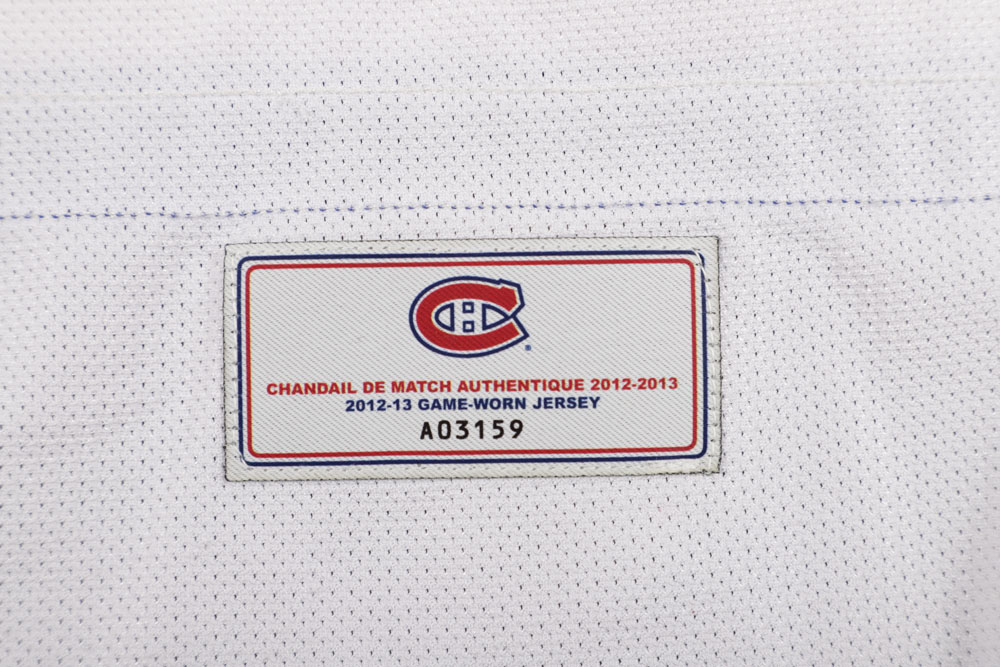 CHANDAIL DE MATCH AUTHENTIQUE 2012-2013
2012-13 GAME-WORN JERSEY
A03159